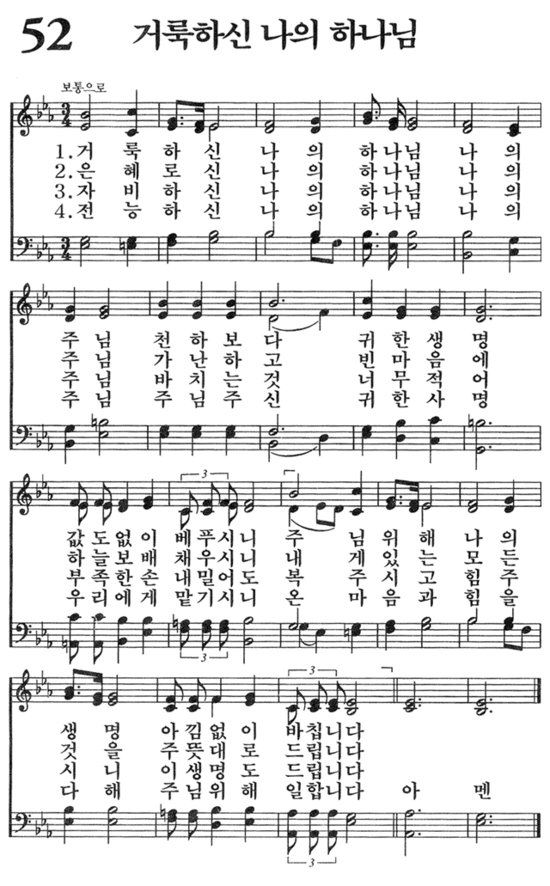 52 거룩하신 나의 하나님
보통으로
1. 거 룩 하 신 나 의 하 나 님 나 의
2. 은 혜 로 신 나 의 하 나 님 나 의
3. 자 비 하 신 나 의 하 나 님 나 의
4. 전 능 하 신 나 의 하 나 님 나 의
주 님 천 하 보 다 귀 한 생 명
주 님 가 난 하 고 빈 마 음 에
주 님 바 치 는 것 너 무 적 어
주 님 주 님 주 신 귀 한 사 명
3 3
값 도 없 이 베 푸 시 니 주 님 위 해 나 의
하 늘 보 배 채 우 시 니 내 게 있 는 모 든
부 족 한 손 내 밀 어 도 복 주 시 고 힘 주
우 리 에 게 맡 기 시 니 온 마 음 과 힘 을
3 3
3 3
생 명 아 낌 없 이 바 칩 니 다
것 을 주 뜻 대 로 드 립 니 다
시 니 이 생 명 도 드 립 니 다
다 해 주 님 위 해 일 합 니 다 아 멘
3